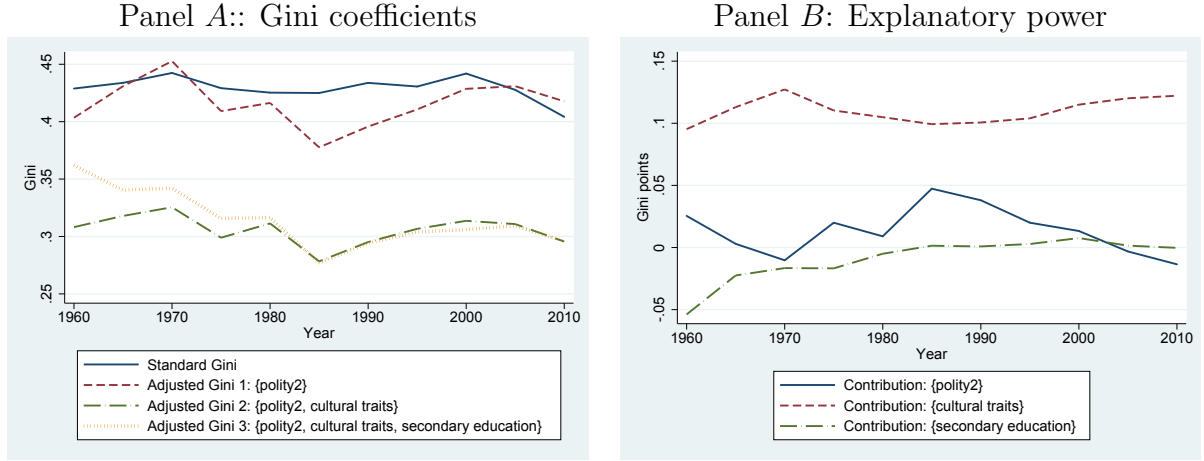 Panel A:: Gini coefficients
.45
.4
.35
.3
.25
Gini
1960 1970 1980 1990 2000 2010
Year
Standard Gini
Adjusted Gini 1: {polity2}
Adjusted Gini 2: {polity2, cultural traits}
Adjusted Gini 3: {polity2, cultural traits, secondary education}
Panel B: Explanatory power
.15
.1
.05
0
-.05
Gini points
1960 1970 1980 1990 2000 2010
Year
Contribution: {polity2}
Contribution: {cultural traits}
Contribution: {secondary education}